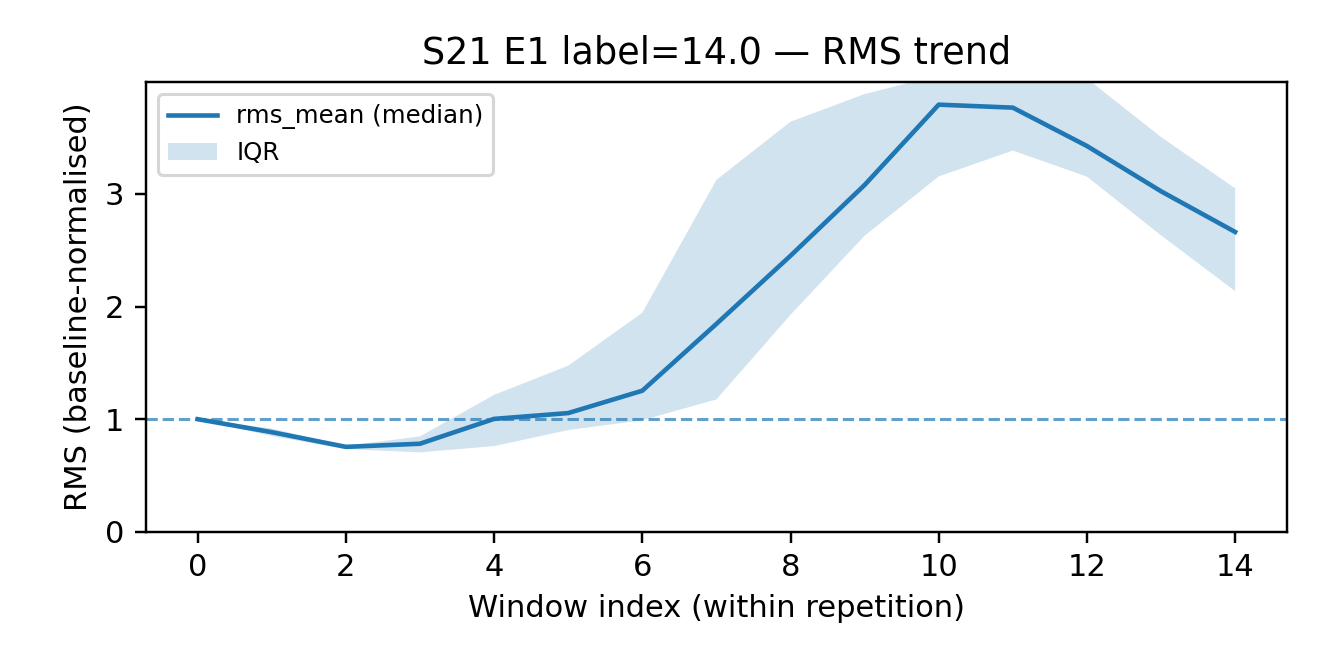 S21 E1 label=14.0 — RMS trend
rms_mean (median)
IQR
RMS (baseline-normalised)
3
2
1
0
0 2 4 6 8 10 12 14
Window index (within repetition)